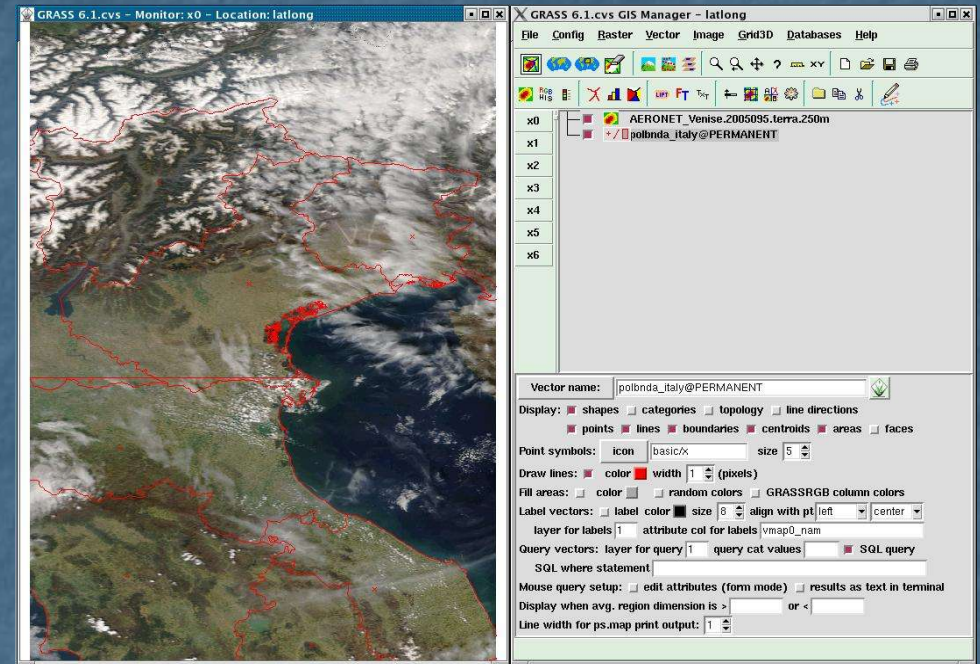 GRASS 6.1.cvs - Monitor: x0 - Location: latlong
GRASS 6.1.cvs GIS Manager - latlong
File Config Raster Vector Image Grid3D Databases Help
? XY
RGB HIS LIFT FT TXT
x0 AERONET_Venise.2005095.terra.250m
x1 polbnda_italy@PERMANENT
x2
x3
x4
x5
x6
Vector name: polbnda_italy@PERMANENT
Display: shapes categories topology line directions
points lines boundaries centroids areas faces
Point symbols: icon basic/x size 5
Draw lines: color width 1 (pixels)
Fill areas: color random colors GRASSRGB column colors
Label vectors: label color size 8 align with pt left center
layer for labels 1 attribute col for labels vmap0_nam
Query vectors: layer for query 1 query cat values SQL query
SQL where statement
Mouse query setup: edit attributes (form mode) results as text in terminal
Display when avg. region dimension is > or <
Line width for ps.map print output: 1